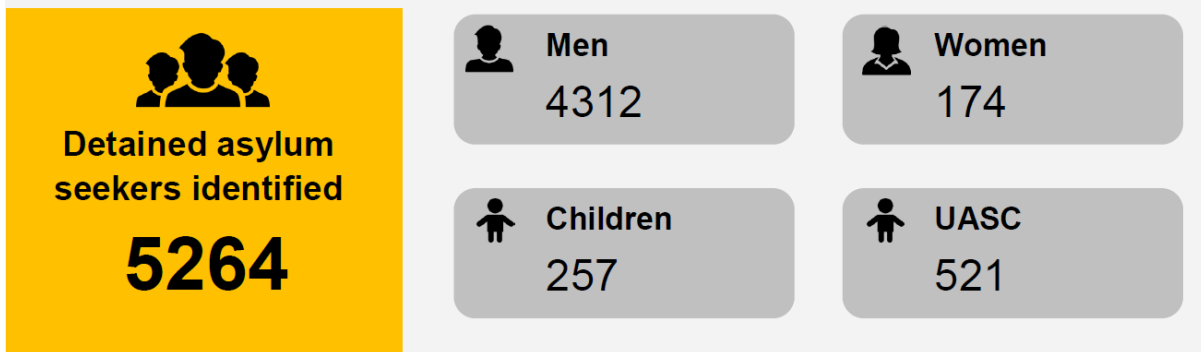 Detained asylum
seekers identified
5264
Men
4312
Women
174
Children
257
UASC
521